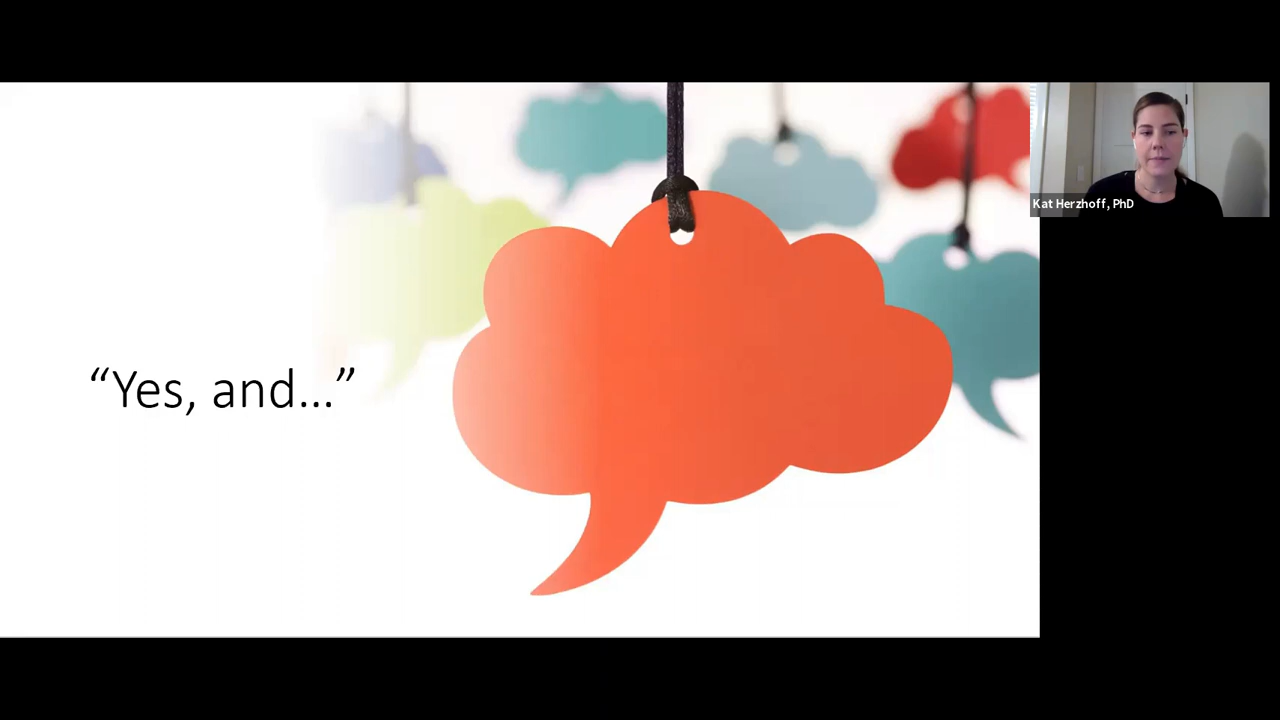 “Yes, and…”
Kat Herzhoff, PhD